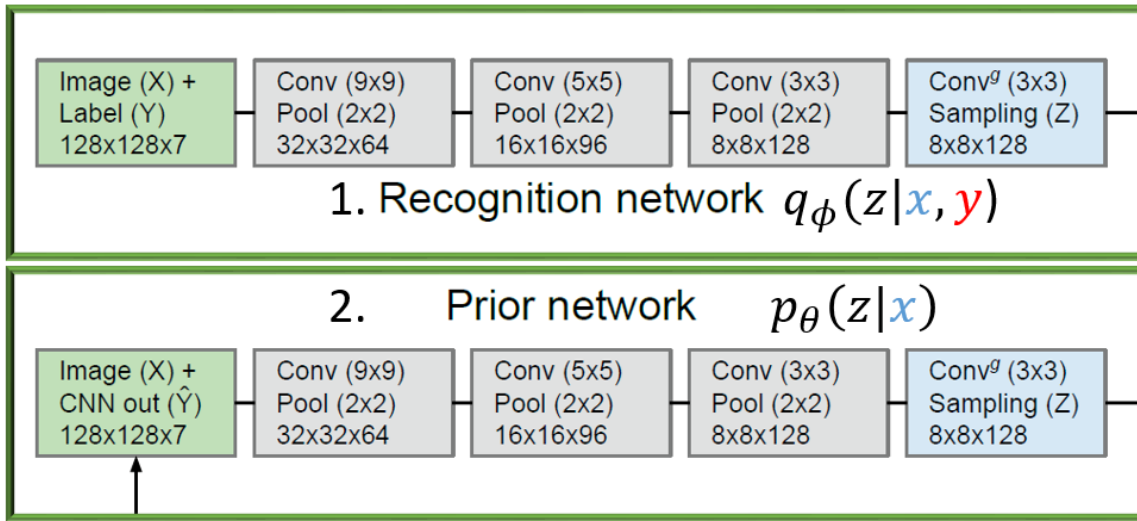 Image (X) +
Label (Y)
128x128x7
Conv (9x9)
Pool (2x2)
32x32x64
Conv (5x5)
Pool (2x2)
16x16x96
Conv (3x3)
Pool (2x2)
8x8x128
Conv^g (3x3)
Sampling (Z)
8x8x128
1. Recognition network q_ϕ(z|x, y)
2. Prior network p_θ(z|x)
Image (X) +
CNN out (Ŷ)
128x128x7
Conv (9x9)
Pool (2x2)
32x32x64
Conv (5x5)
Pool (2x2)
16x16x96
Conv (3x3)
Pool (2x2)
8x8x128
Conv^g (3x3)
Sampling (Z)
8x8x128